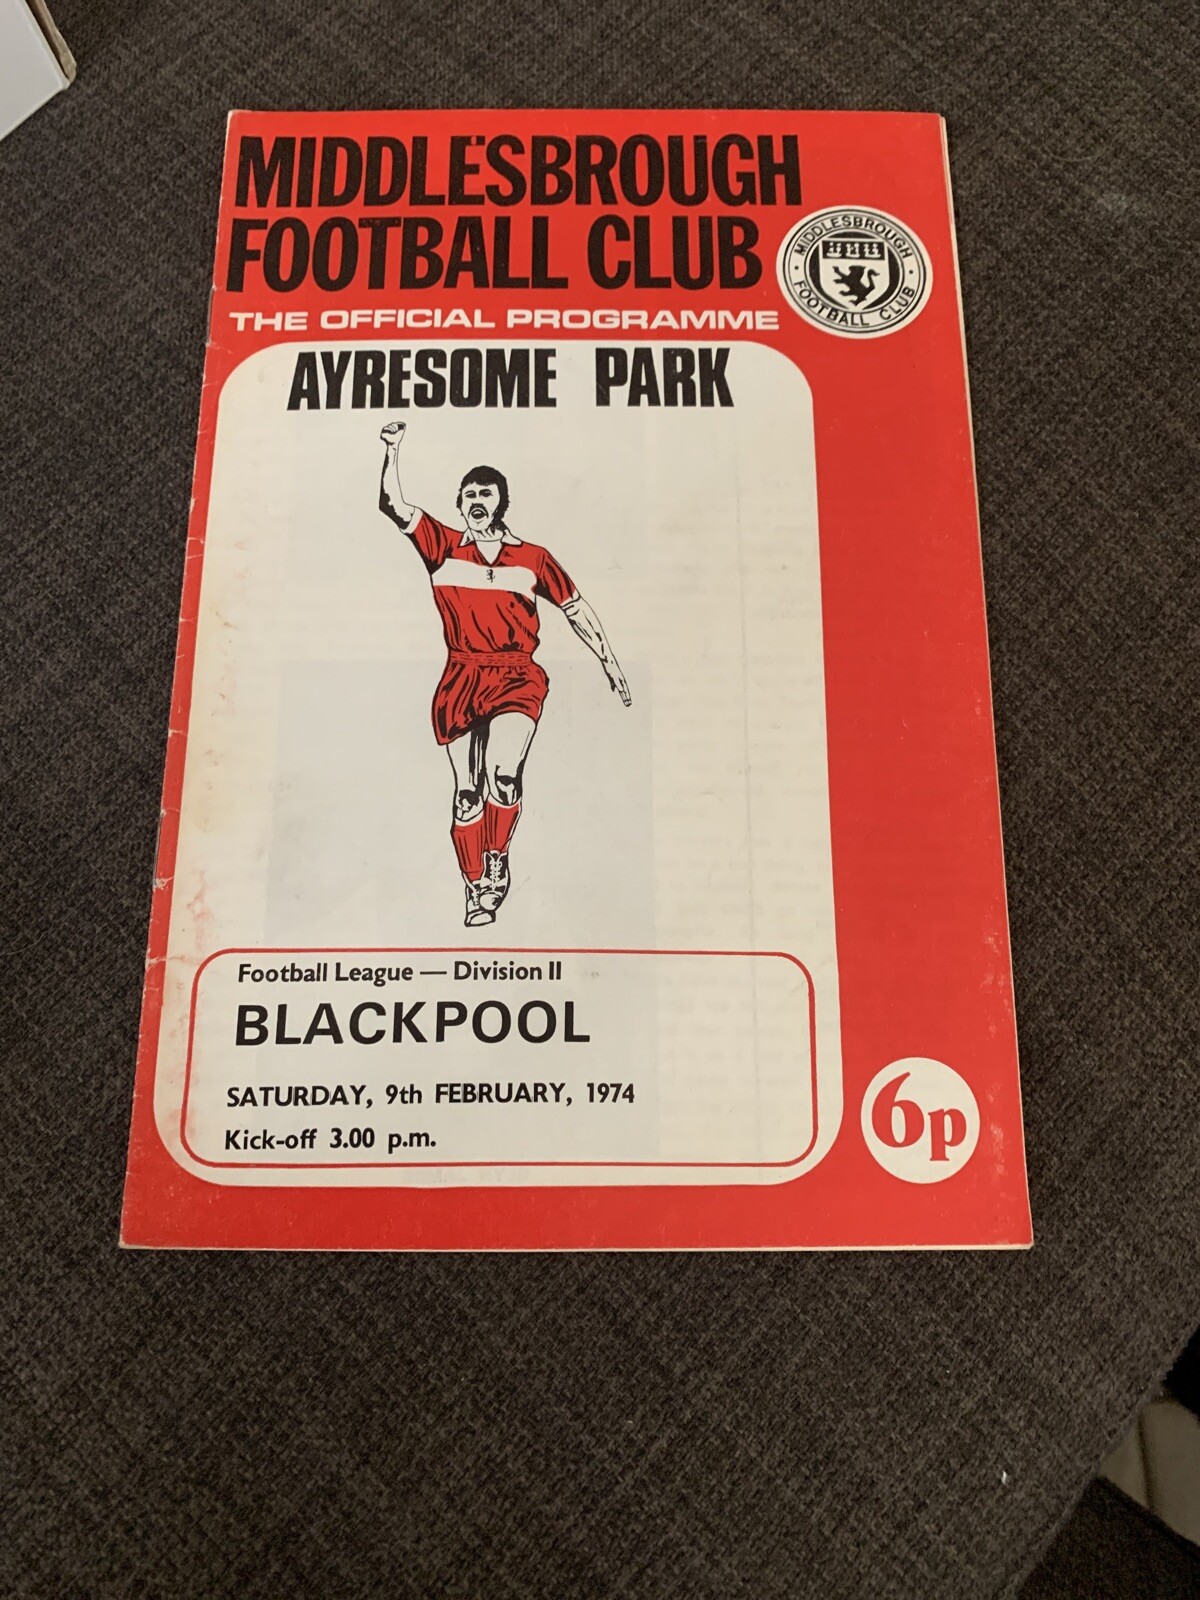 MIDDLESBROUGH
FOOTBALL CLUB
MIDDLESBROUGH
FOOTBALL CLUB
THE OFFICIAL PROGRAMME
AYRESOME PARK
Football League — Division II
BLACKPOOL
SATURDAY, 9th FEBRUARY, 1974
Kick-off 3.00 p.m.
6p